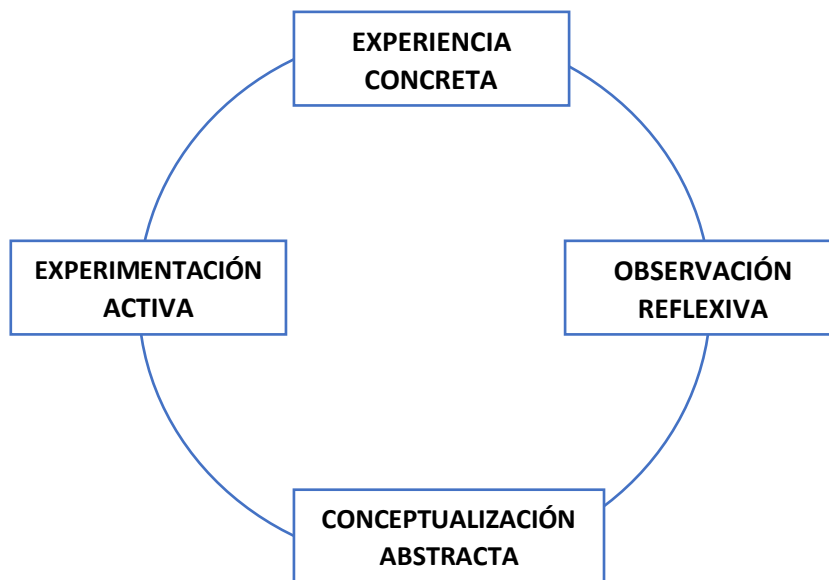 EXPERIENCIA
CONCRETA
EXPERIMENTACIÓN
ACTIVA
OBSERVACIÓN
REFLEXIVA
CONCEPTUALIZACIÓN
ABSTRACTA